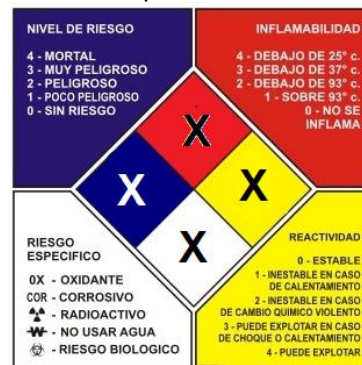 NIVEL DE RIESGO
4 - MORTAL
3 - MUY PELIGROSO
2 - PELIGROSO
1 - POCO PELIGROSO
0 - SIN RIESGO
INFLAMABILIDAD
4 - DEBAJO DE 25° c.
3 - DEBAJO DE 37° c.
2 - DEBAJO DE 93° c.
1 - SOBRE 93° c.
0 - NO SE
INFLAMA
X
X
X
X
RIESGO
ESPECIFICO
OX - OXIDANTE
COR - CORROSIVO
- RADIOACTIVO
W - NO USAR AGUA
- RIESGO BIOLOGICO
REACTIVIDAD
0 - ESTABLE
1 - INESTABLE EN CASO
DE CALENTAMIENTO
2 - INESTABLE EN CASO
DE CAMBIO QUIMICO VIOLENTO
3 - PUEDE EXPLOTAR EN CASO
DE CHOQUE O CALENTAMIENTO
4 - PUEDE EXPLOTAR